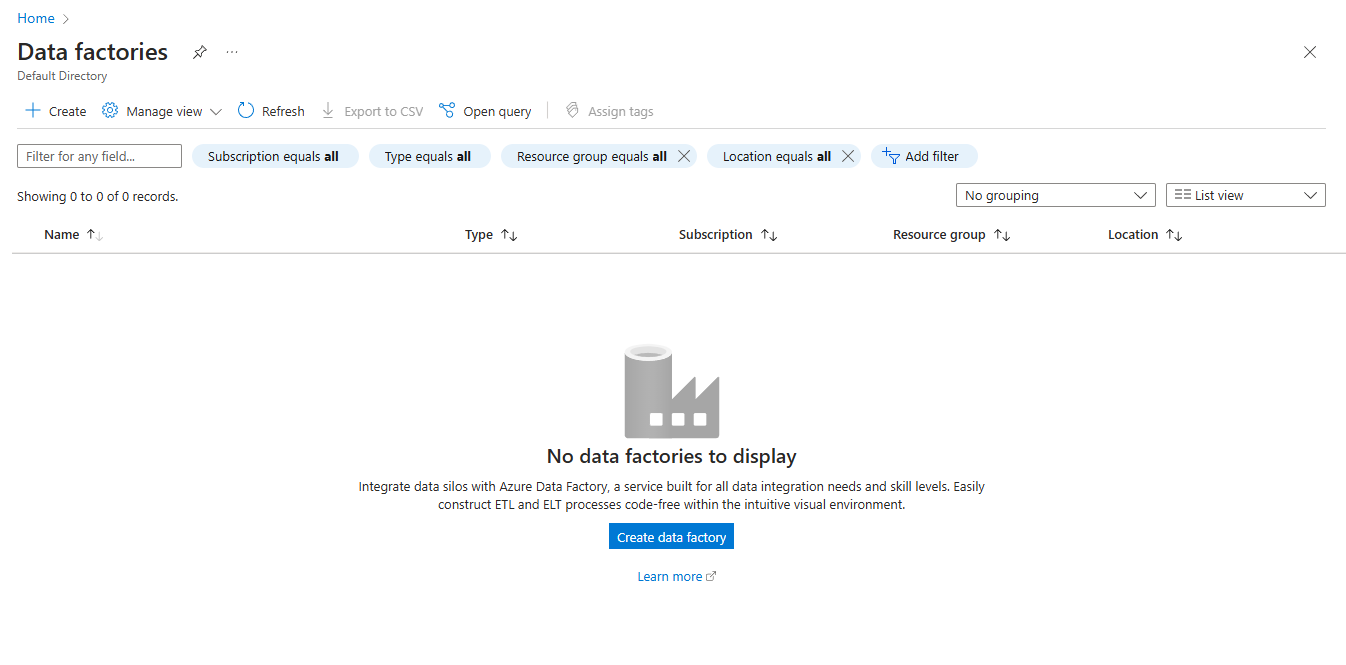 Home
Data factories
Default Directory
Create Manage view Refresh Export to CSV Open query Assign tags
Filter for any field... Subscription equals all Type equals all Resource group equals all Location equals all Add filter
Showing 0 to 0 of 0 records. No grouping List view
Name Type Subscription Resource group Location
No data factories to display
Integrate data silos with Azure Data Factory, a service built for all data integration needs and skill levels. Easily
construct ETL and ELT processes code-free within the intuitive visual environment.
Create data factory
Learn more